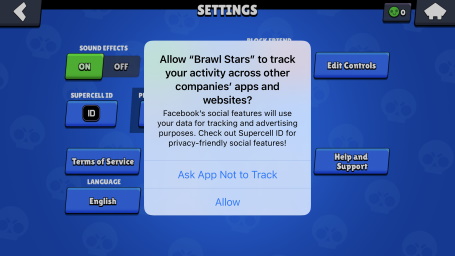 SETTINGS
0
SOUND EFFECTS
ON
OFF
Edit Controls
SUPERCELL ID
ID
Allow “Brawl Stars” to track
your activity across other
companies’ apps and
websites?
Facebook's social features will use
your data for tracking and advertising
purposes. Check out Supercell ID for
privacy-friendly social features!
Ask App Not to Track
Allow
Terms of Service
Help and
Support
LANGUAGE
English